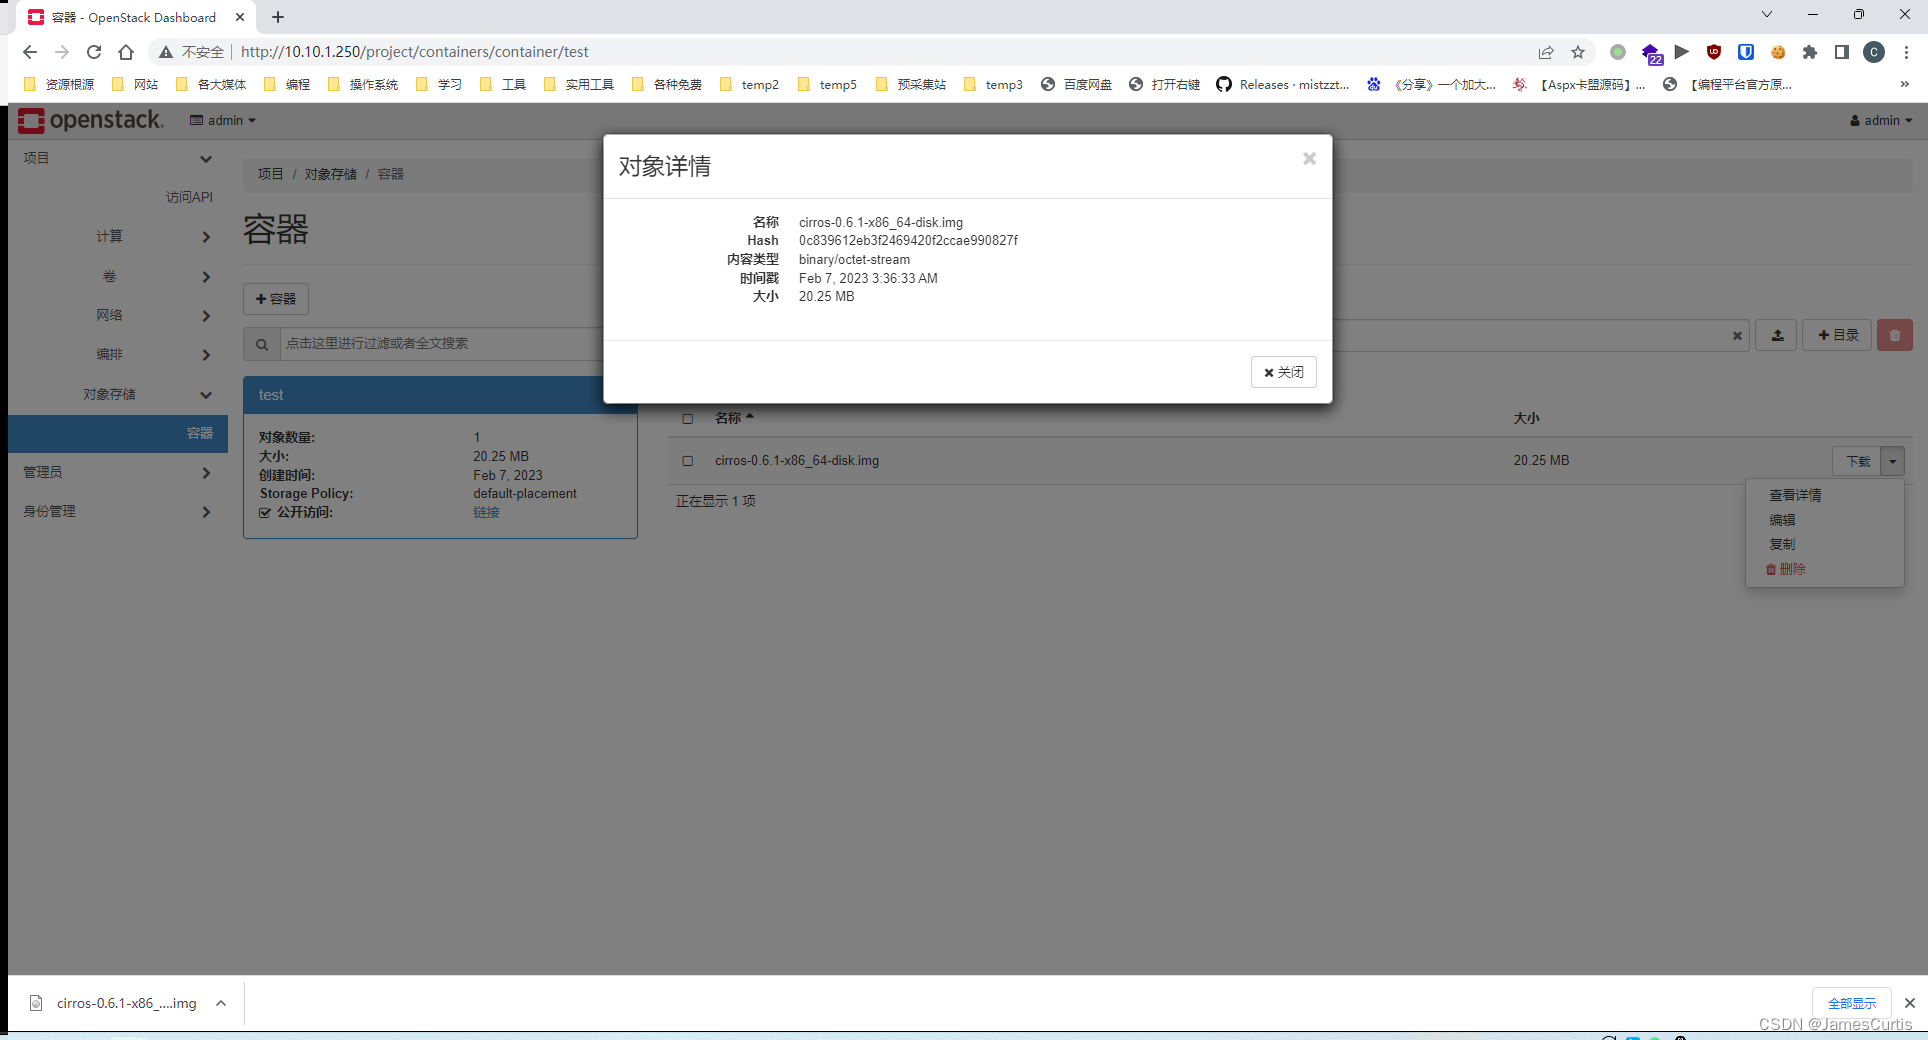 容器 - OpenStack Dashboard
不安全 http://10.10.1.250/project/containers/container/test
22
C
资源根源 网站 各大媒体 编程 操作系统 学习 工具 实用工具 各种免费 temp2 temp5 预采集站 temp3 百度网盘 打开右键 Releases · mistzzt... 《分享》一个加大... 【Aspx卡盟源码】... 【编程平台官方原... »
openstack. admin admin
项目
访问API
计算
卷
网络
编排
对象存储
容器
管理员
身份管理
项目 / 对象存储 / 容器
容器
容器
点击这里进行过滤或者全文搜索
test
对象数量: 1
大小: 20.25 MB
创建时间: Feb 7, 2023
Storage Policy: default-placement
公开访问: 链接
对象详情
名称 cirros-0.6.1-x86_64-disk.img
Hash 0c839612eb3f2469420f2ccae990827f
内容类型 binary/octet-stream
时间戳 Feb 7, 2023 3:36:33 AM
大小 20.25 MB
关闭
目录
名称 大小
cirros-0.6.1-x86_64-disk.img 20.25 MB 下载
正在显示 1 项
查看详情
编辑
复制
删除
cirros-0.6.1-x86_....img
全部显示
CSDN @JamesCurtis